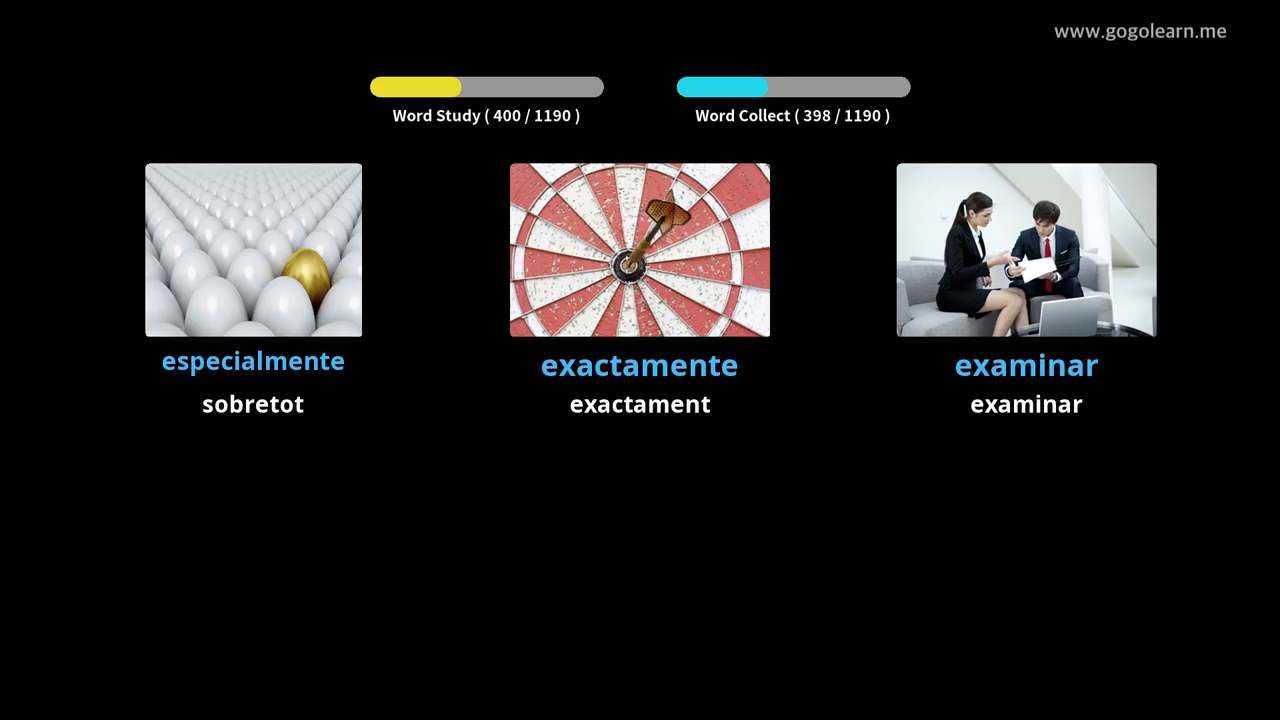 www.gogolearn.me
Word Study ( 400 / 1190 )
Word Collect ( 398 / 1190 )
especialmente
exactamente
examinar
sobretot
exactament
examinar